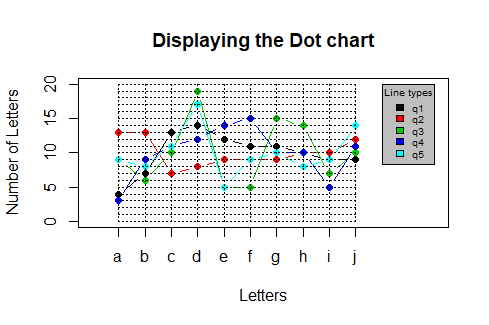 Displaying the Dot chart
Number of Letters
20
15
10
5
0
Line types
q1
q2
q3
q4
q5
a b c d e f g h i j
Letters